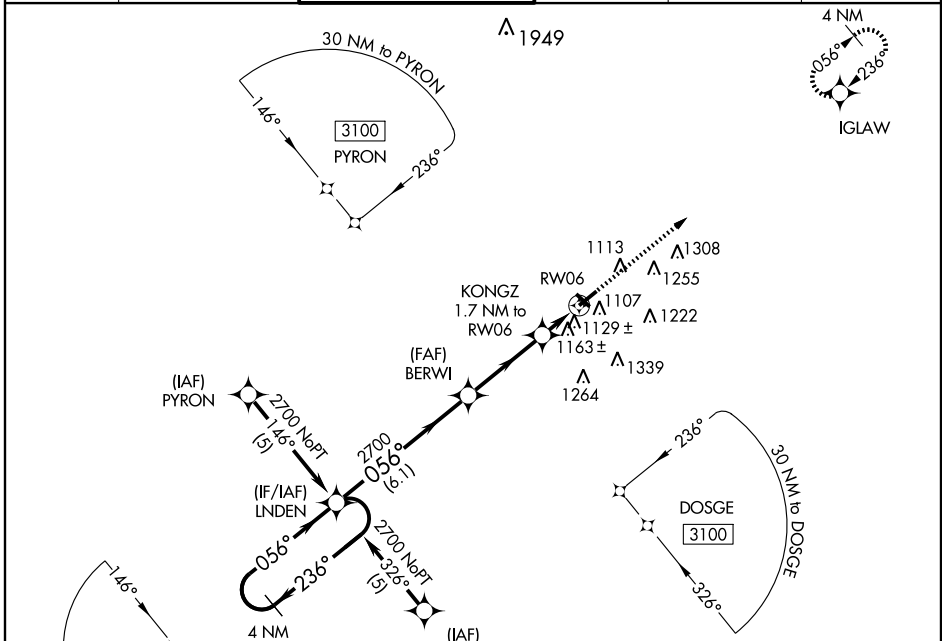 1949
4 NM
056°
236°
IGLAW
30 NM to PYRON
146°
3100
PYRON
236°
1113
1308
1255
RW06
1107
1222
KONGZ
1.7 NM to
RW06
1129 ±
1163 ±
1339
1264
(FAF)
BERWI
(IAF)
PYRON
2700 NoPT
146°
(5)
2700
056°
(6.1)
(IF/IAF)
LNDEN
056°
236°
4 NM
2700 NoPT
326°
(5)
(IAF)
236°
30 NM to DOSGE
DOSGE
3100
326°
146°